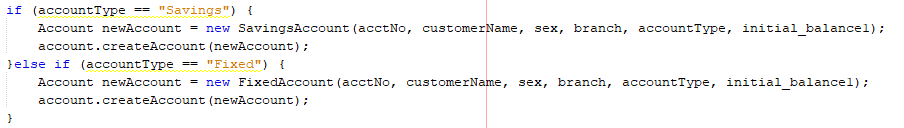 if (accountType == "Savings") {
    Account newAccount = new SavingsAccount(acctNo, customerName, sex, branch, accountType, initial_balance1);
    account.createAccount(newAccount);
}else if (accountType == "Fixed") {
    Account newAccount = new FixedAccount(acctNo, customerName, sex, branch, accountType, initial_balance1);
    account.createAccount(newAccount);
}